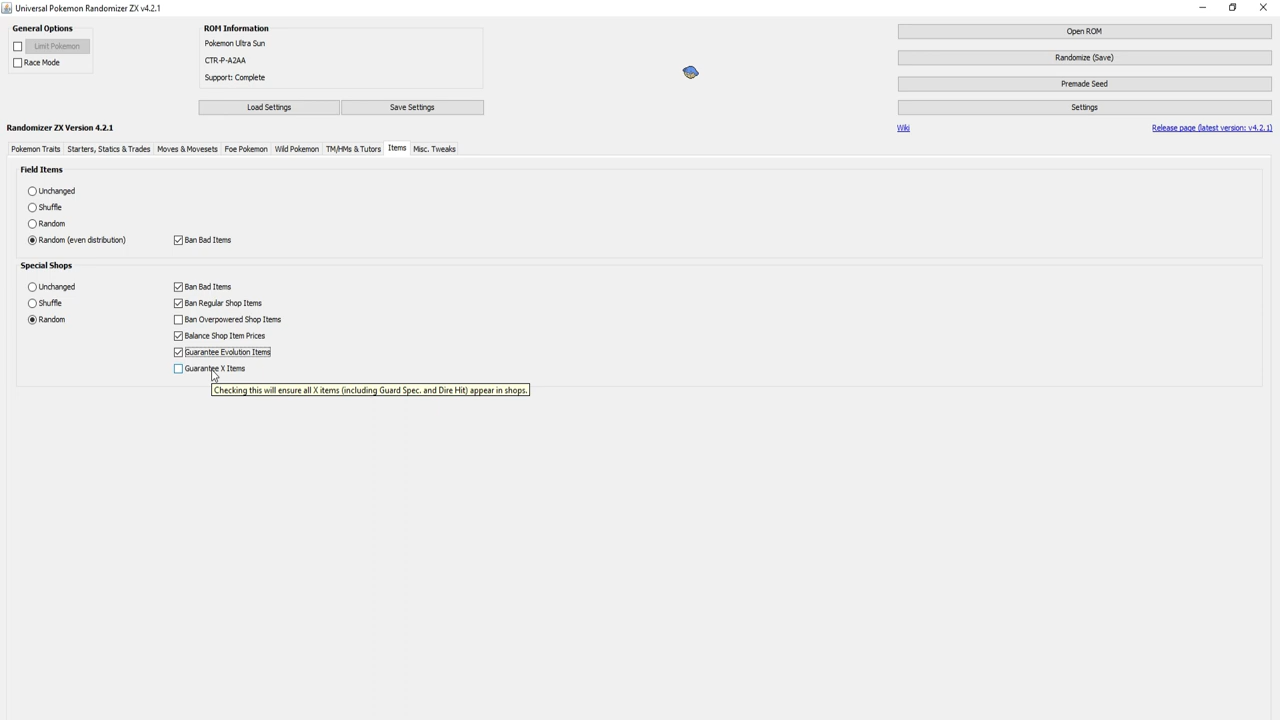 Universal Pokemon Randomizer ZX v4.2.1
General Options
Limit Pokemon
Race Mode
ROM Information
Pokemon Ultra Sun
CTR-P-A2AA
Support: Complete
Load Settings
Save Settings
Open ROM
Randomize (Save)
Premade Seed
Settings
Randomizer ZX Version 4.2.1
Wiki
Release page (latest version: v4.2.1)
Pokemon Traits
Starters, Statics & Trades
Moves & Movesets
Foe Pokemon
Wild Pokemon
TM/HMs & Tutors
Items
Misc. Tweaks
Field Items
Unchanged
Shuffle
Random
Random (even distribution)
Ban Bad Items
Special Shops
Unchanged
Shuffle
Random
Ban Bad Items
Ban Regular Shop Items
Ban Overpowered Shop Items
Balance Shop Item Prices
Guarantee Evolution Items
Guarantee X Items
Checking this will ensure all X items (including Guard Spec. and Dire Hit) appear in shops.